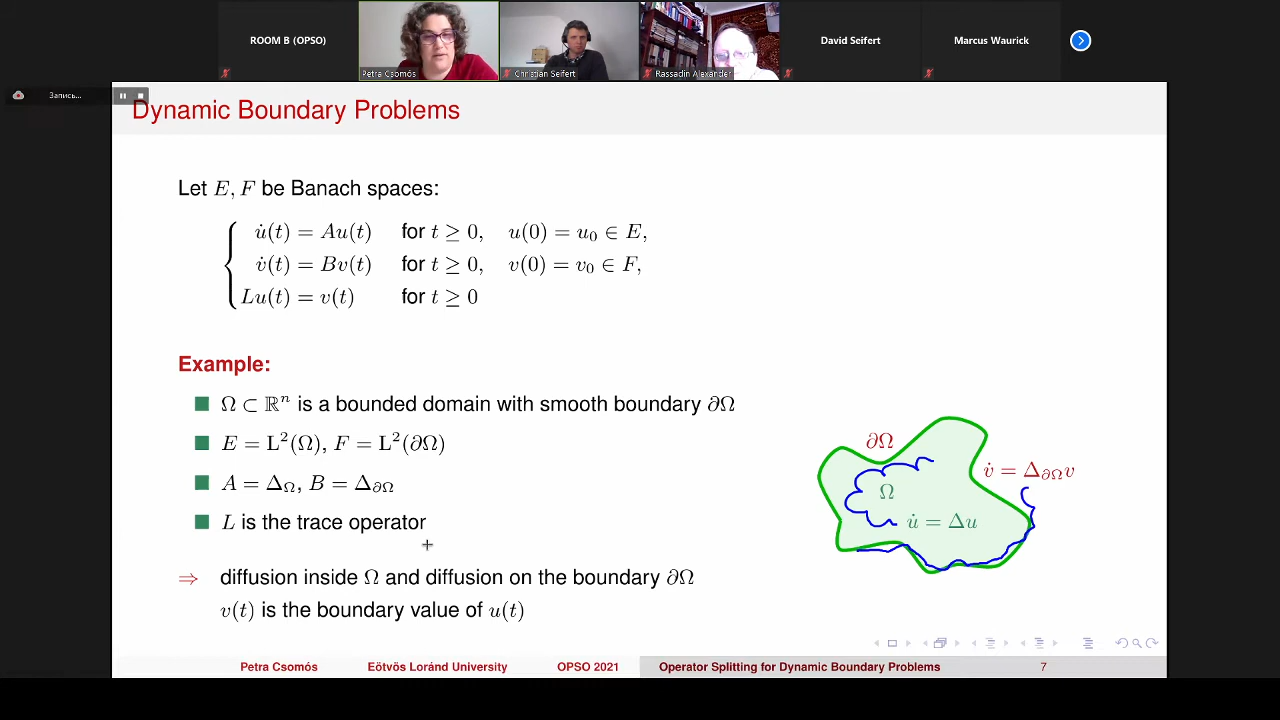 ROOM B (OPSO)
David Seifert
Marcus Waurick
Petra Csomós
Christian Seifert
Rassadin Alexander
Запись...
Dynamic Boundary Problems
Let E, F be Banach spaces:
u̇(t) = Au(t) for t ≥ 0, u(0) = u₀ ∈ E,
v̇(t) = Bv(t) for t ≥ 0, v(0) = v₀ ∈ F,
Lu(t) = v(t) for t ≥ 0
Example:
Ω ⊂ ℝⁿ is a bounded domain with smooth boundary ∂Ω
E = L²(Ω), F = L²(∂Ω)
A = Δ_Ω, B = Δ_∂Ω
L is the trace operator
⇒ diffusion inside Ω and diffusion on the boundary ∂Ω
v(t) is the boundary value of u(t)
∂Ω
v̇ = Δ_∂Ω v
Ω
u̇ = Δu
Petra Csomós Eötvös Loránd University OPSO 2021 Operator Splitting for Dynamic Boundary Problems 7